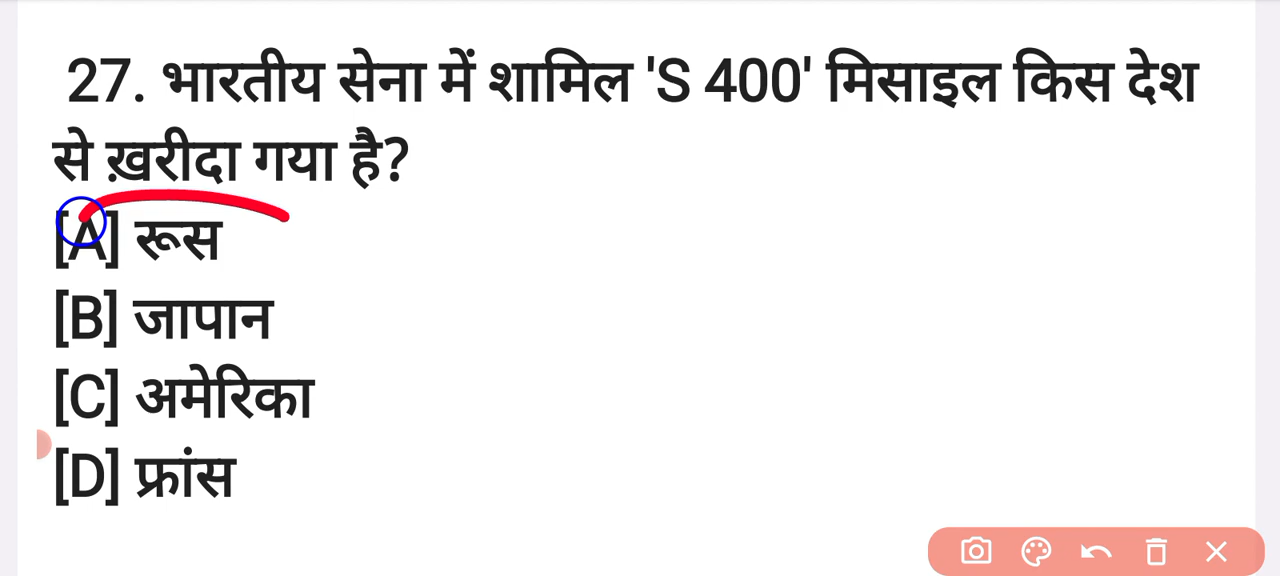 27. भारतीय सेना में शामिल 'S 400' मिसाइल किस देश
से ख़रीदा गया है?
[A] रूस
[B] जापान
[C] अमेरिका
[D] फ्रांस